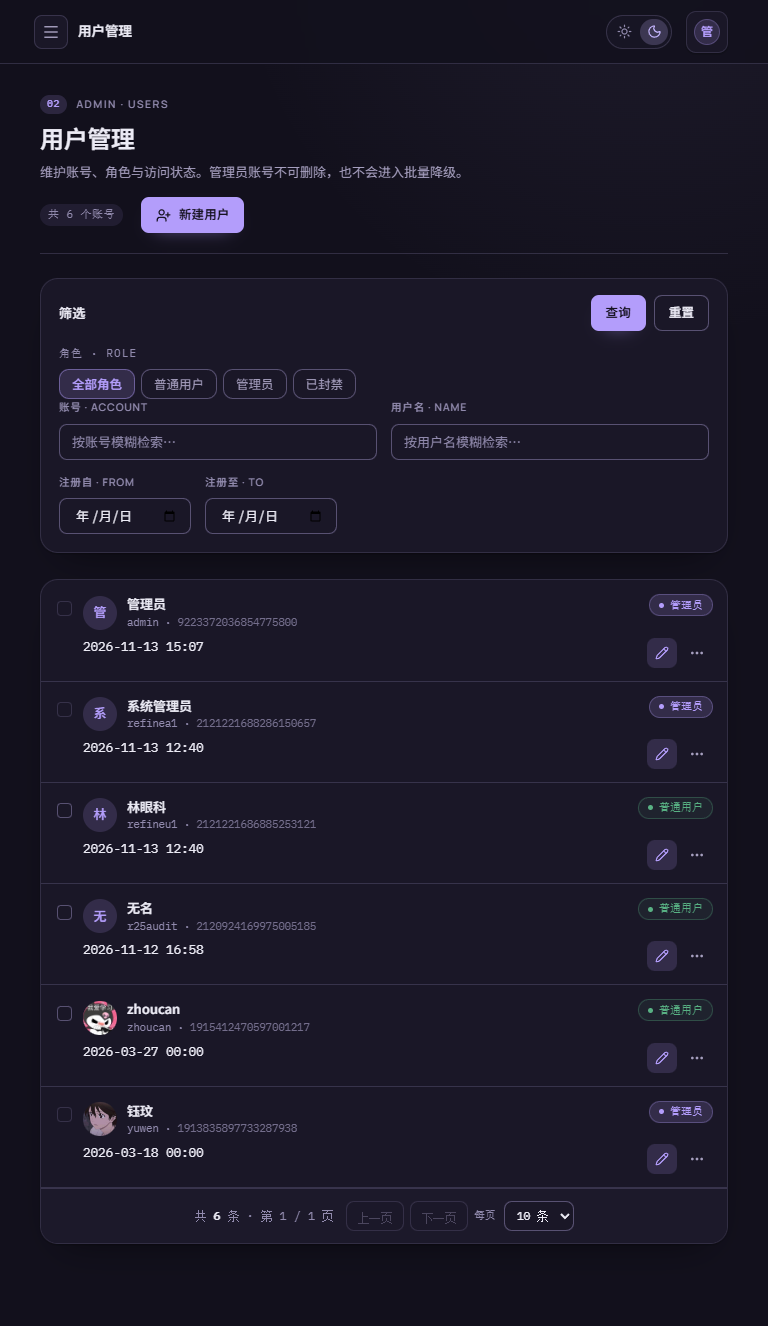 用户管理
管
02 ADMIN · USERS
用户管理
维护账号、角色与访问状态。管理员账号不可删除，也不会进入批量降级。
共 6 个账号
新建用户
筛选
查询
重置
角色 · ROLE
全部角色
普通用户
管理员
已封禁
账号 · ACCOUNT
用户名 · NAME
按账号模糊检索…
按用户名模糊检索…
注册自 · FROM
注册至 · TO
年 /月/日
年 /月/日
管
管理员
管理员
admin · 9223372036854775800
2026-11-13 15:07
系
系统管理员
管理员
refinea1 · 2121221688286150657
2026-11-13 12:40
林
林眼科
普通用户
refineu1 · 2121221686885253121
2026-11-13 12:40
无
无名
普通用户
r25audit · 2120924169975005185
2026-11-12 16:58
zhoucan
普通用户
zhoucan · 1915412470597001217
2026-03-27 00:00
钰玟
管理员
yuwen · 1913835897733287938
2026-03-18 00:00
共 6 条 · 第 1 / 1 页
上一页
下一页
每页
10 条